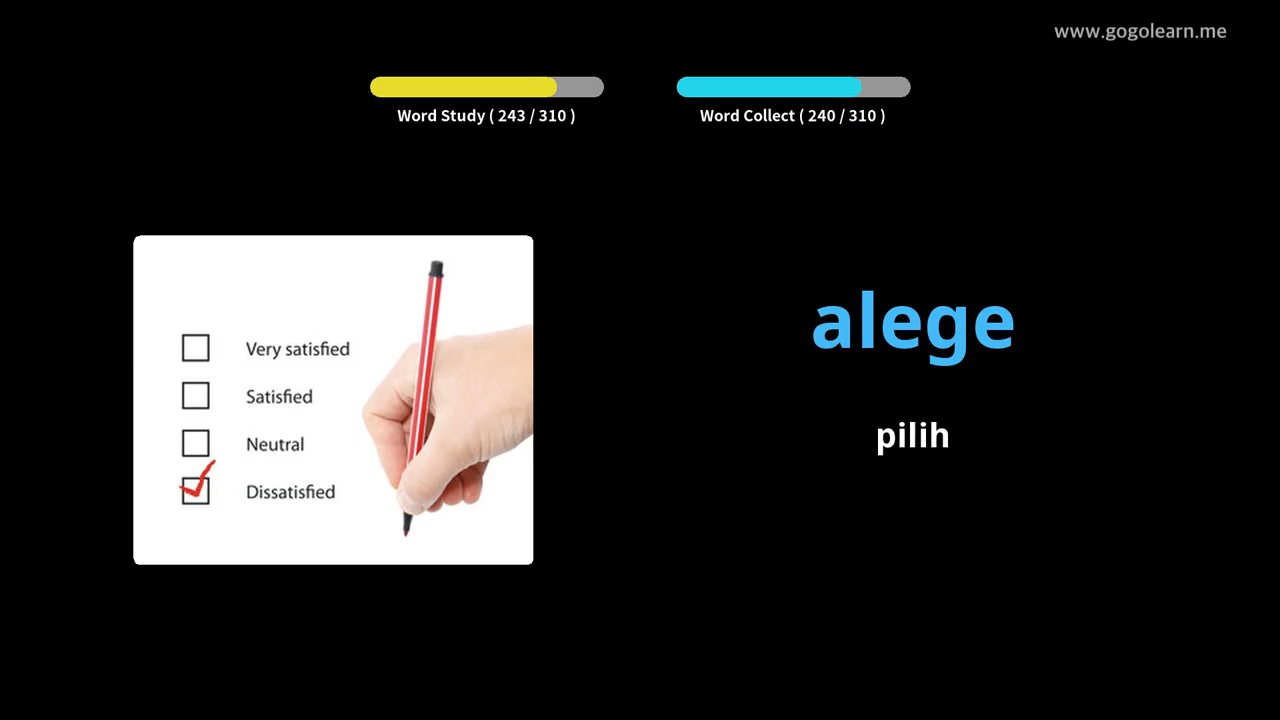 www.gogolearn.me
Word Study ( 243 / 310 )
Word Collect ( 240 / 310 )
Very satisfied
Satisfied
Neutral
Dissatisfied
alege
pilih